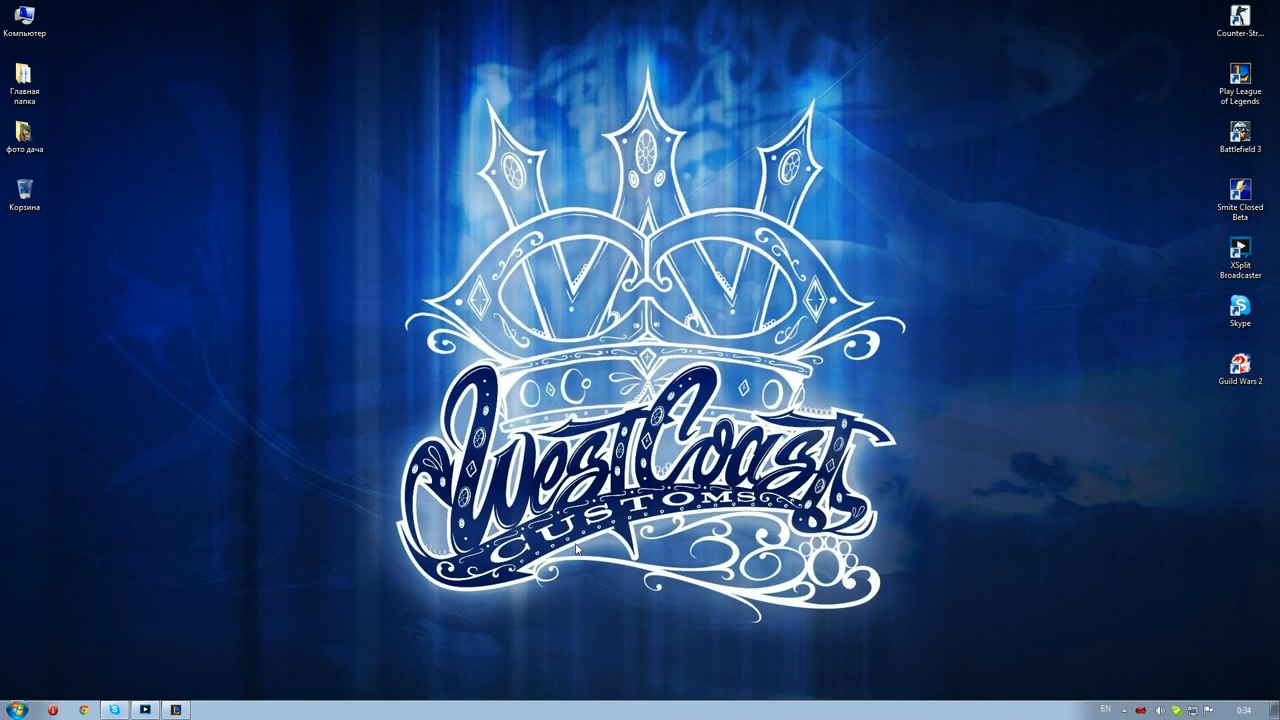 Компьютер
Главная
папка
фото дача
Корзина
West Coast
CUSTOMS
Counter-Str...
Play League
of Legends
Battlefield 3
Smite Closed
Beta
XSplit
Broadcaster
Skype
Guild Wars 2
EN
0:34